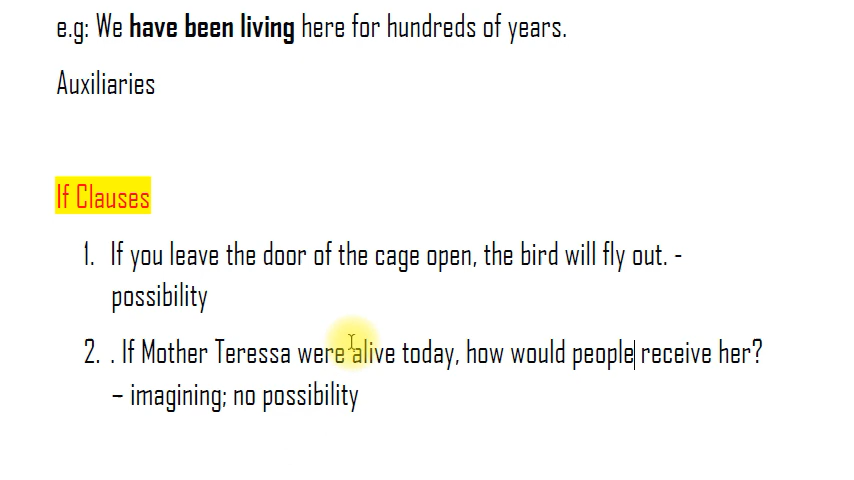 e.g: We have been living here for hundreds of years.
Auxiliaries
If Clauses
1. If you leave the door of the cage open, the bird will fly out. -
possibility
2. . If Mother Teressa were alive today, how would people receive her?
– imagining; no possibility